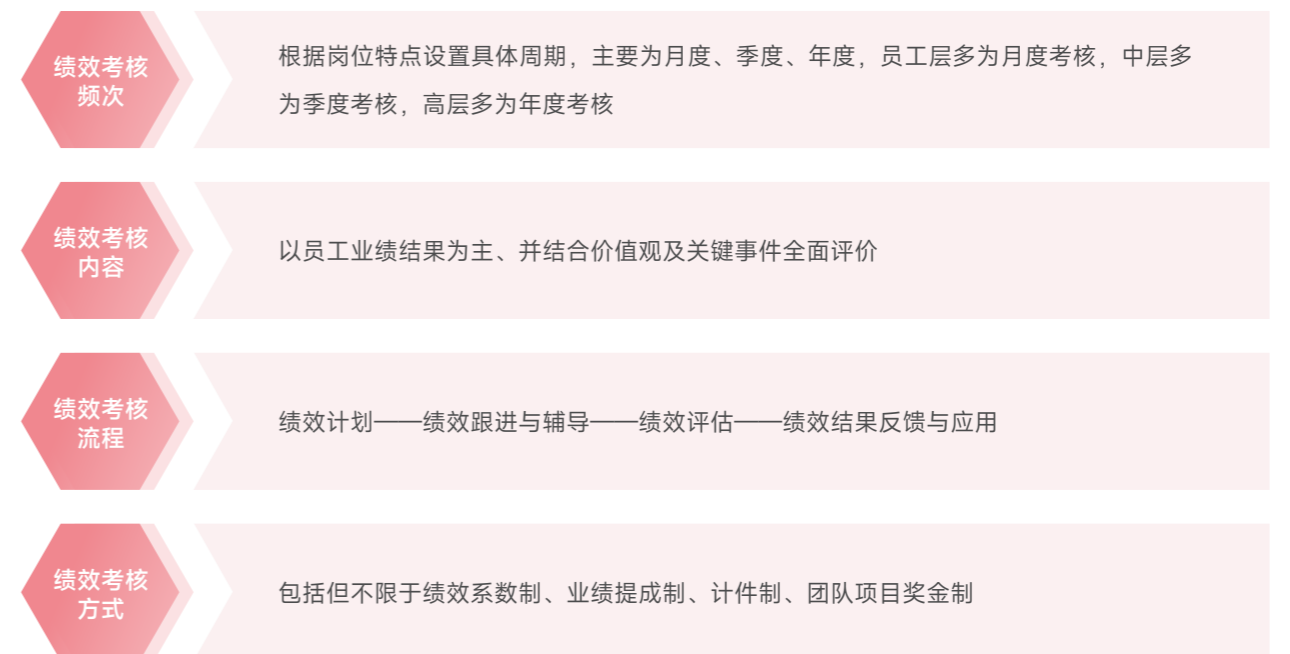 绩效考核
频次
根据岗位特点设置具体周期，主要为月度、季度、年度，员工层多为月度考核，中层多
为季度考核，高层多为年度考核
绩效考核
内容
以员工业绩结果为主、并结合价值观及关键事件全面评价
绩效考核
流程
绩效计划——绩效跟进与辅导——绩效评估——绩效结果反馈与应用
绩效考核
方式
包括但不限于绩效系数制、业绩提成制、计件制、团队项目奖金制